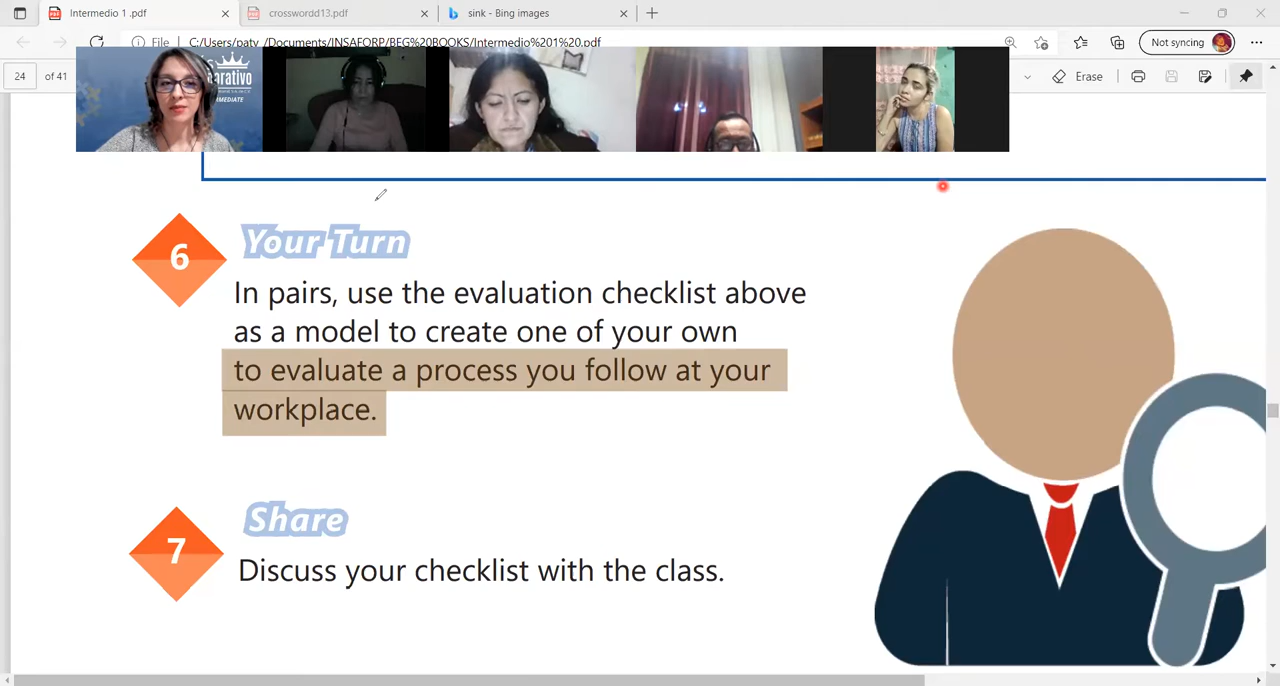 Intermedio 1 .pdf
crosswordd13.pdf
sink - Bing images
File
C:/Users/paty_/Documents/INSAFORP/BEG%20BOOKS/Intermedio%201%20.pdf
Not syncing
24 of 41
Erase
6
Your Turn
In pairs, use the evaluation checklist above
as a model to create one of your own
to evaluate a process you follow at your
workplace.
7
Share
Discuss your checklist with the class.